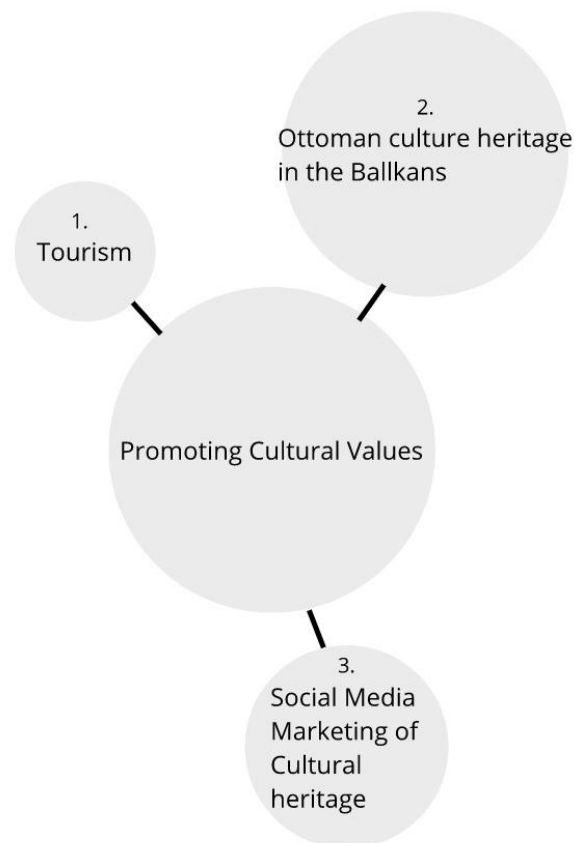 1.
Tourism
2.
Ottoman culture heritage
in the Ballkans
Promoting Cultural Values
3.
Social Media
Marketing of
Cultural
heritage